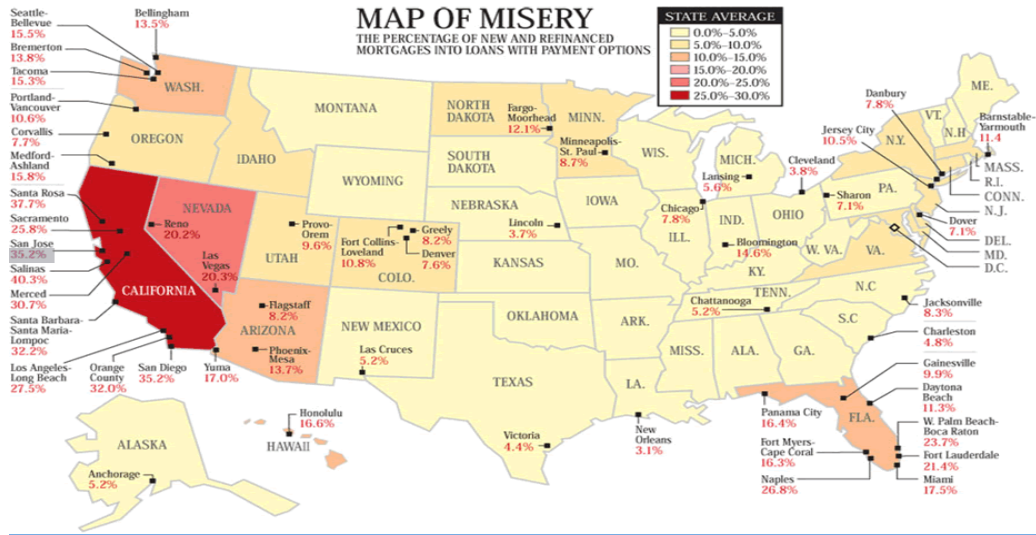 MAP OF MISERY
THE PERCENTAGE OF NEW AND REFINANCED
MORTGAGES INTO LOANS WITH PAYMENT OPTIONS
STATE AVERAGE
0.0%–5.0%
5.0%–10.0%
10.0%–15.0%
15.0%–20.0%
20.0%–25.0%
25.0%–30.0%
Seattle-
Bellevue
15.5%
Bremerton
13.8%
Tacoma
15.3%
Portland-
Vancouver
10.6%
Corvallis
7.7%
Medford-
Ashland
15.8%
Santa Rosa
37.7%
Sacramento
25.8%
San Jose
35.2%
Salinas
40.3%
Merced
30.7%
Santa Barbara-
Santa Maria-
Lompoc
32.2%
Los Angeles-
Long Beach
27.5%
Orange
County
32.0%
San Diego
35.2%
Yuma
17.0%
Bellingham
13.5%
WASH.
OREGON
CALIFORNIA
NEVADA
Reno
20.2%
Las
Vegas
20.3%
IDAHO
MONTANA
WYOMING
UTAH
Provo-
Orem
9.6%
ARIZONA
Flagstaff
8.2%
Phoenix-
Mesa
13.7%
COLO.
Fort Collins-
Loveland
10.8%
Greely
8.2%
Denver
7.6%
NEW MEXICO
Las Cruces
5.2%
NORTH
DAKOTA
Fargo-
Moorhead
12.1%
SOUTH
DAKOTA
NEBRASKA
Lincoln
3.7%
KANSAS
OKLAHOMA
TEXAS
Victoria
4.4%
MINN.
Minneapolis-
St. Paul
8.7%
IOWA
MO.
ARK.
LA.
New
Orleans
3.1%
WIS.
ILL.
Chicago
7.8%
MICH.
Lansing
5.6%
IND.
Bloomington
14.6%
OHIO
Cleveland
3.8%
KY.
TENN.
Chattanooga
5.2%
MISS.
ALA.
GA.
FLA.
Panama City
16.4%
Fort Myers-
Cape Coral
16.3%
Naples
26.8%
S.C
N.C
VA.
W. VA.
PA.
Sharon
7.1%
N.Y.
Jersey City
10.5%
Danbury
7.8%
VT.
N.H
ME.
Barnstable-
Yarmouth
11.4
MASS.
R.I.
CONN.
N.J.
Dover
7.1%
DEL.
MD.
D.C.
Jacksonville
8.3%
Charleston
4.8%
Gainesville
9.9%
Daytona
Beach
11.3%
W. Palm Beach-
Boca Raton
23.7%
Fort Lauderdale
21.4%
Miami
17.5%
ALASKA
Anchorage
5.2%
Honolulu
16.6%
HAWAII